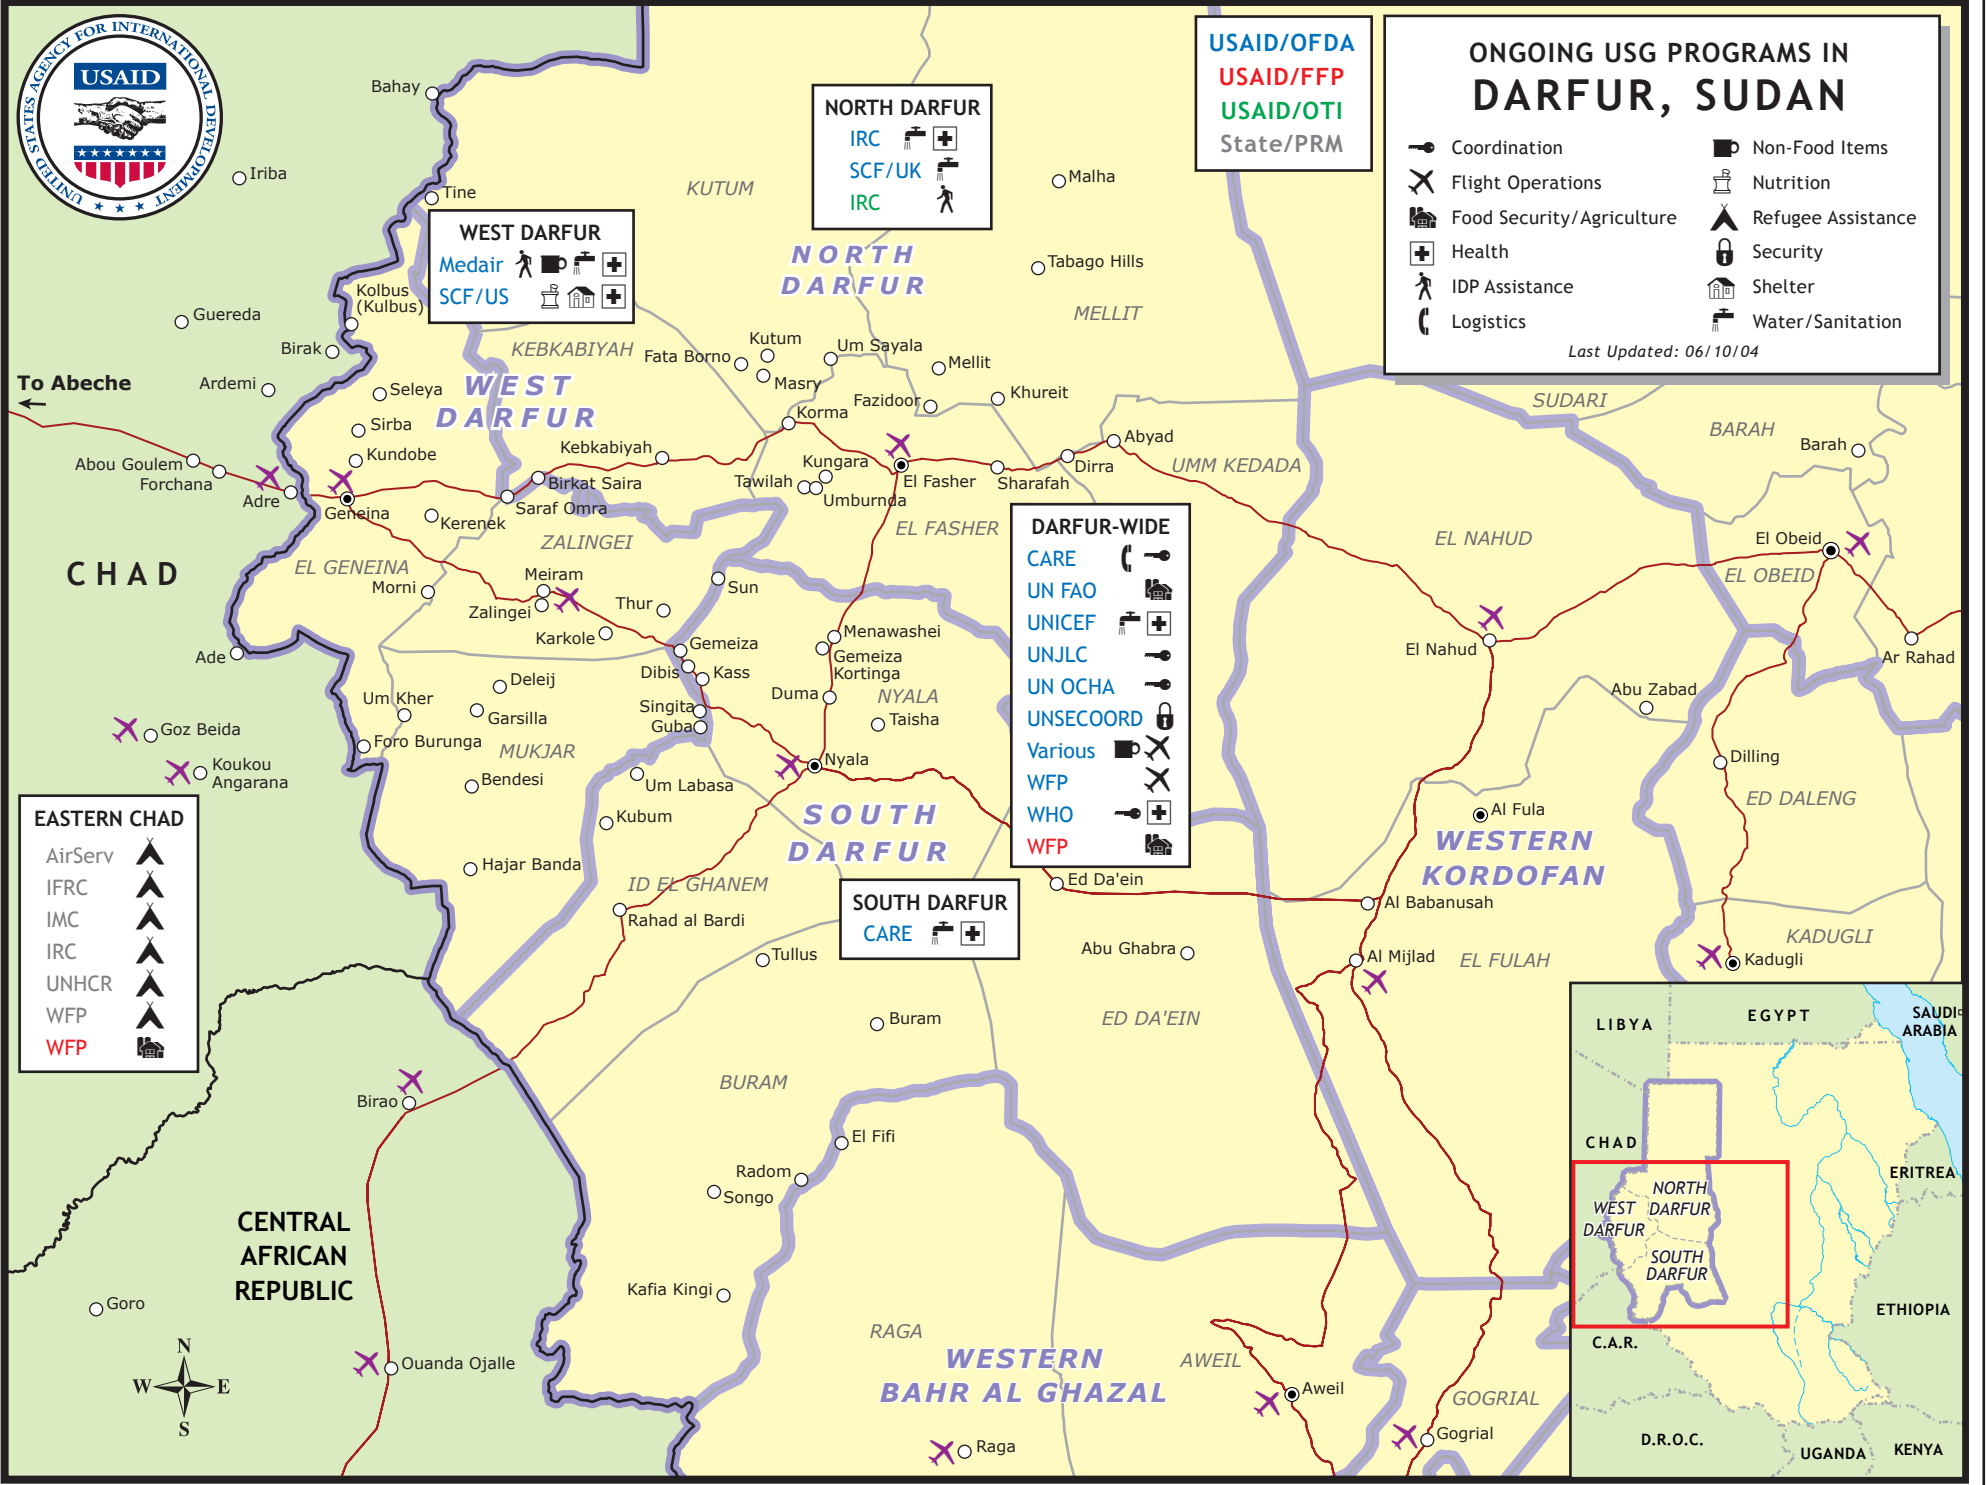 UNITED STATES AGENCY FOR INTERNATIONAL DEVELOPMENT
USAID
USAID/OFDA
USAID/FFP
USAID/OTI
State/PRM
ONGOING USG PROGRAMS IN
DARFUR, SUDAN
Coordination
Flight Operations
Food Security/Agriculture
Health
IDP Assistance
Logistics
Non-Food Items
Nutrition
Refugee Assistance
Security
Shelter
Water/Sanitation
Last Updated: 06/10/04
NORTH DARFUR
IRC
SCF/UK
IRC
WEST DARFUR
Medair
SCF/US
DARFUR-WIDE
CARE
UN FAO
UNICEF
UNJLC
UN OCHA
UNSECOORD
Various
WFP
WHO
WFP
SOUTH DARFUR
CARE
EASTERN CHAD
AirServ
IFRC
IMC
IRC
UNHCR
WFP
WFP
Bahay
Iriba
Tine
KUTUM
Malha
NORTH
DARFUR
Tabago Hills
Kolbus
(Kulbus)
Guereda
MELLIT
Birak
KEBKABIYAH
Fata Borno
Kutum
Um Sayala
Mellit
Masry
To Abeche
Ardemi
Seleya
WEST
DARFUR
Khureit
Fazidoor
Korma
SUDARI
Sirba
BARAH
Barah
Abyad
Kebkabiyah
Kundobe
Abou Goulem
Forchana
Kungara
Dirra
UMM KEDADA
Tawilah
Birkat Saira
El Fasher
Sharafah
Adre
Umburnda
Geneina
Saraf Omra
Kerenek
EL FASHER
ZALINGEI
EL NAHUD
El Obeid
EL OBEID
CHAD
EL GENEINA
Meiram
Morni
Sun
Zalingei
Thur
Karkole
Menawashei
Gemeiza
Gemeiza
Kortinga
El Nahud
Ade
Ar Rahad
Dibis
Kass
Deleij
Abu Zabad
Duma
NYALA
Um Kher
Singita
Garsilla
Guba
Taisha
Goz Beida
Foro Burunga
MUKJAR
Nyala
Dilling
Koukou
Angarana
Bendesi
Um Labasa
ED DALENG
Kubum
SOUTH
DARFUR
Al Fula
WESTERN
KORDOFAN
Hajar Banda
ID EL GHANEM
Ed Da'ein
Al Babanusah
Rahad al Bardi
KADUGLI
Tullus
Abu Ghabra
Al Mijlad
EL FULAH
Kadugli
Buram
ED DA'EIN
BURAM
Birao
El Fifi
Radom
Songo
CENTRAL
AFRICAN
REPUBLIC
Kafia Kingi
Goro
RAGA
WESTERN
BAHR AL GHAZAL
AWEIL
Ouanda Ojalle
Aweil
GOGRIAL
Gogrial
Raga
N
W
E
S
LIBYA
EGYPT
SAUDI
ARABIA
CHAD
ERITREA
NORTH
DARFUR
WEST
DARFUR
SOUTH
DARFUR
ETHIOPIA
C.A.R.
D.R.O.C.
UGANDA
KENYA